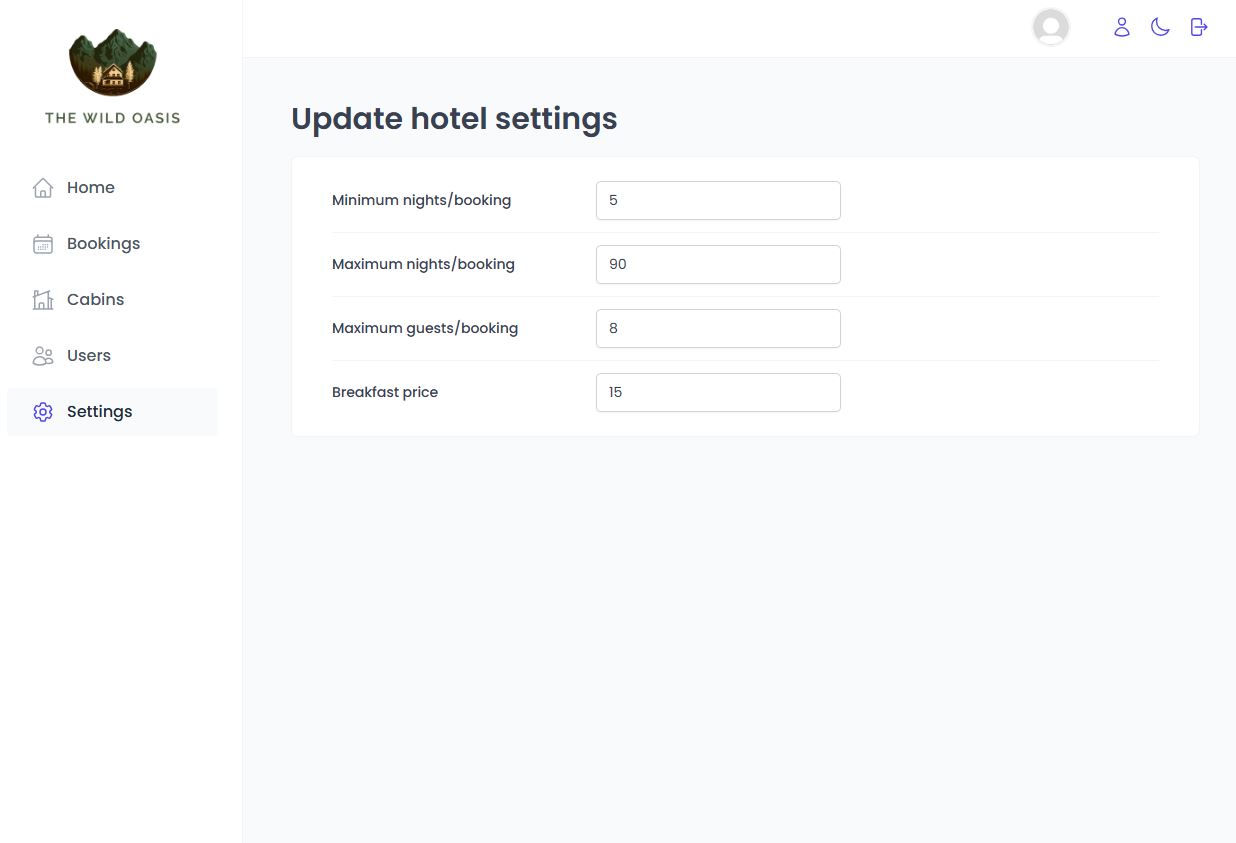 THE WILD OASIS
Home
Bookings
Cabins
Users
Settings
Update hotel settings
Minimum nights/booking 5
Maximum nights/booking 90
Maximum guests/booking 8
Breakfast price 15